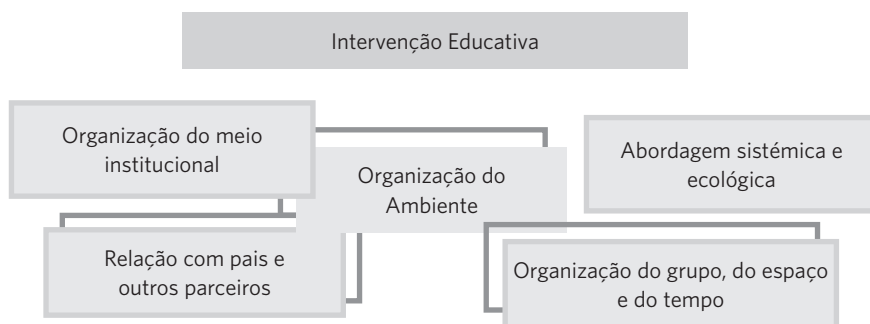 Intervenção Educativa
Organização do meio
institucional
Organização do
Ambiente
Abordagem sistémica e
ecológica
Relação com pais e
outros parceiros
Organização do grupo, do espaço
e do tempo